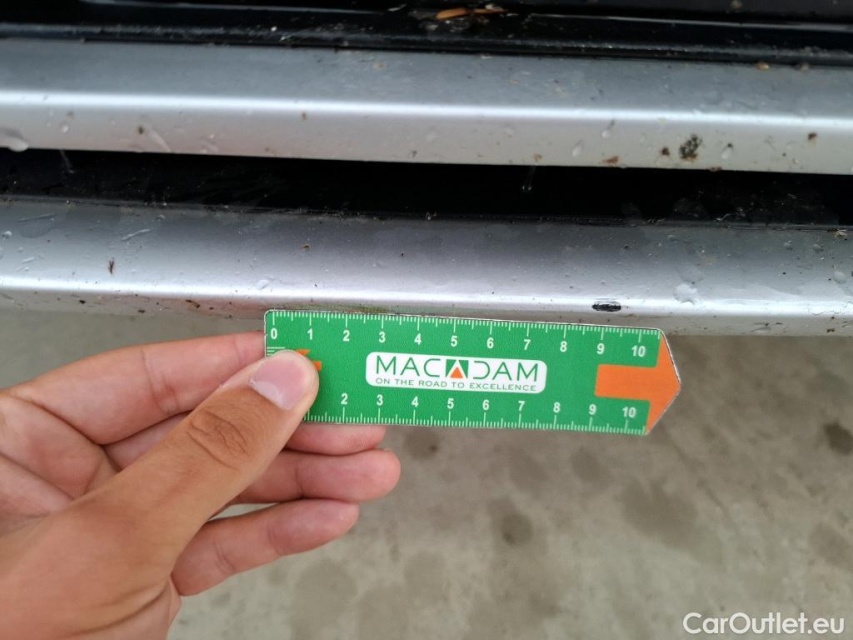 0 1 2 3 4 5 6 7 8 9 10
MACADAM
ON THE ROAD TO EXCELLENCE
2 3 4 5 6 7 8 9 10
CarOutlet.eu